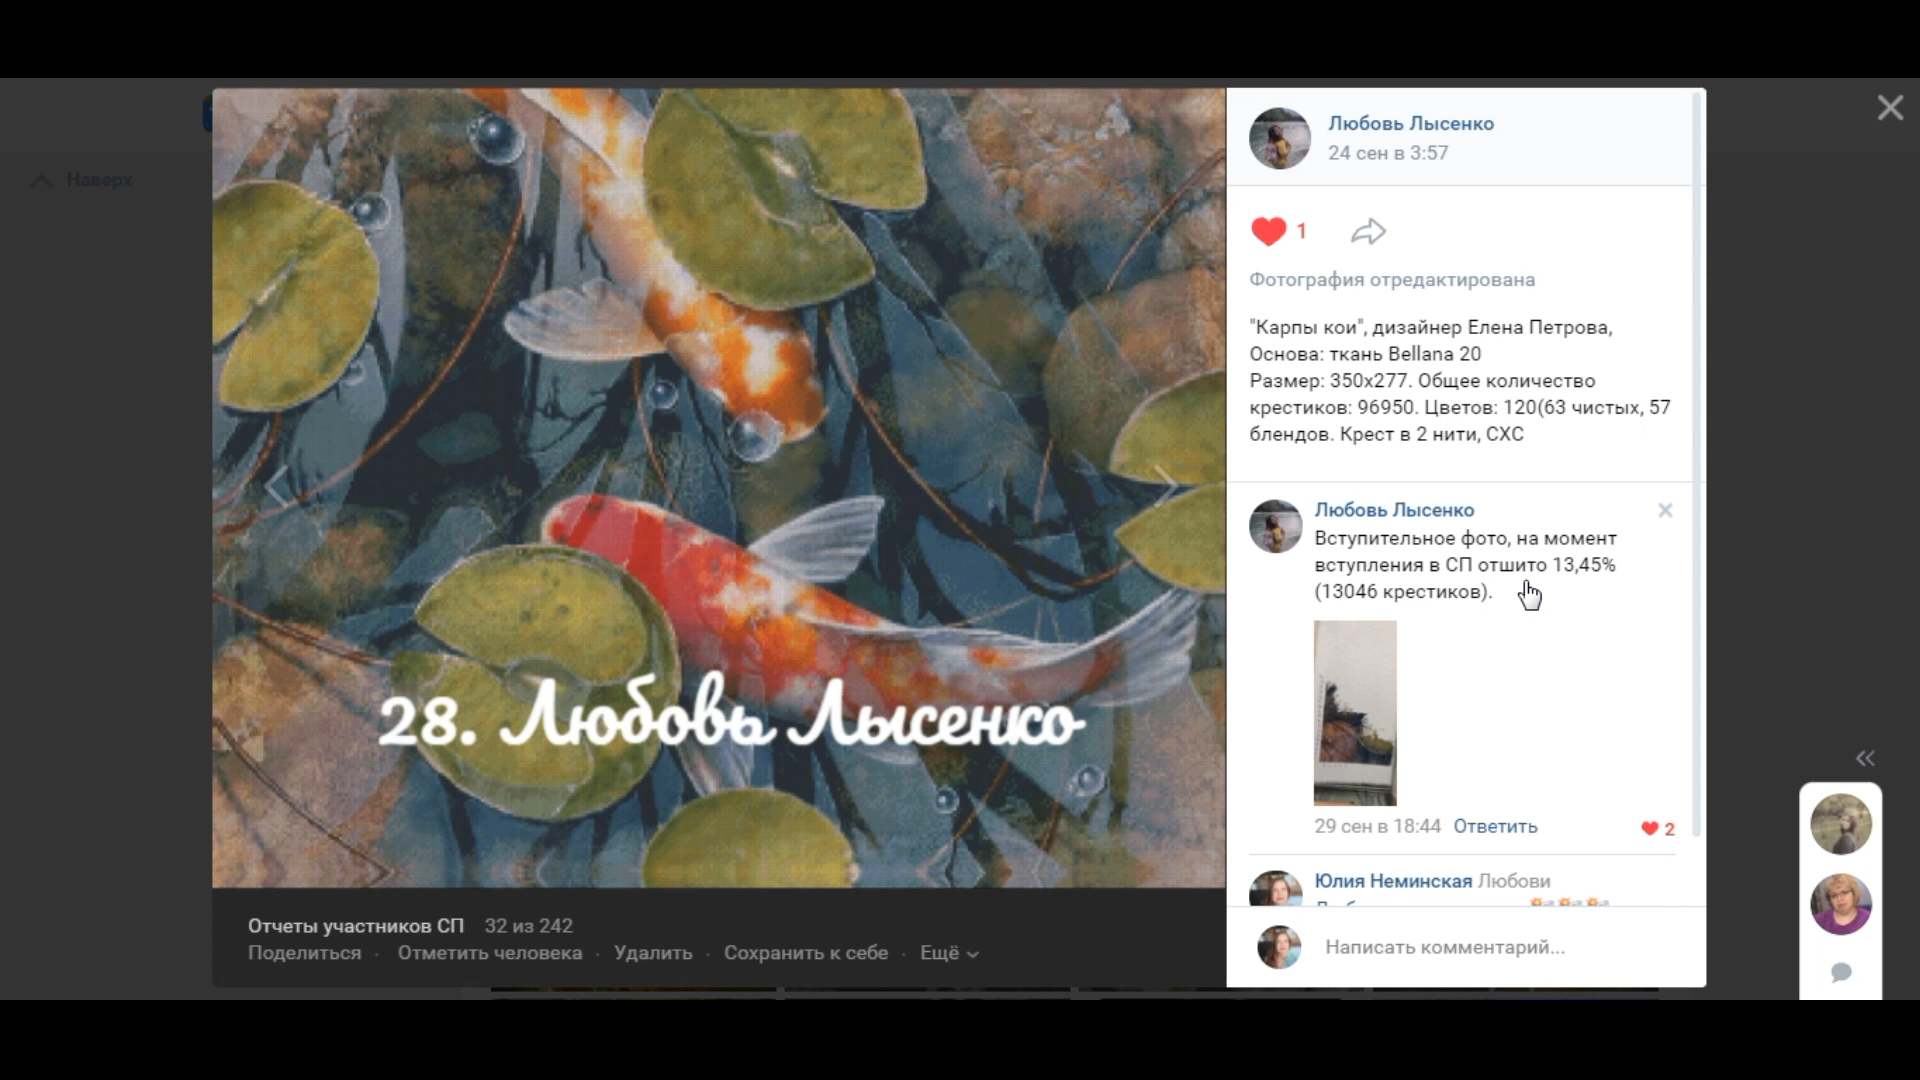 Наверх
28. Любовь Лысенко
Отчеты участников СП 32 из 242
Поделиться · Отметить человека · Удалить · Сохранить к себе · Ещё
Любовь Лысенко
24 сен в 3:57
1
Фотография отредактирована
"Карпы кои", дизайнер Елена Петрова,
Основа: ткань Bellana 20
Размер: 350х277. Общее количество
крестиков: 96950. Цветов: 120(63 чистых, 57
блендов. Крест в 2 нити, СХС
Любовь Лысенко
Вступительное фото, на момент
вступления в СП отшито 13,45%
(13046 крестиков).
29 сен в 18:44 Ответить 2
Юлия Неминская Любови
Написать комментарий...